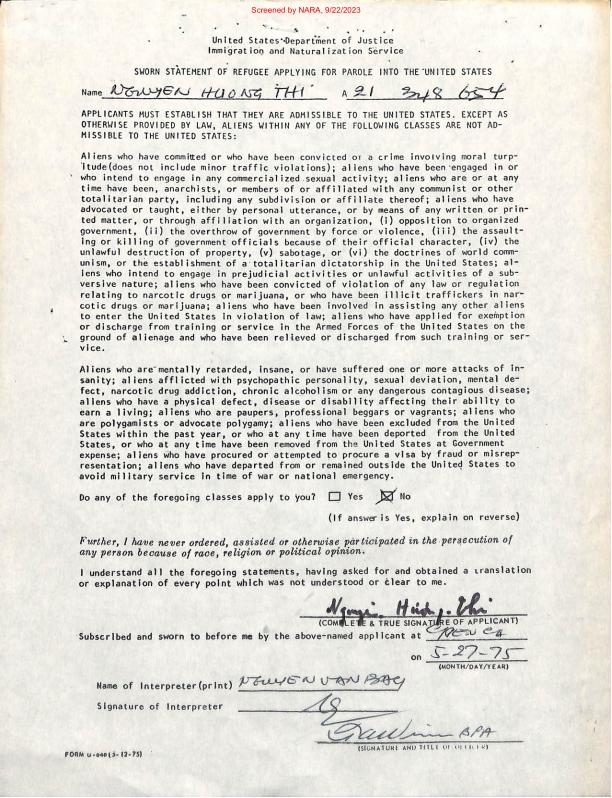 Screened by NARA, 9/22/2023
United States Department of Justice
Immigration and Naturalization Service
SWORN STATEMENT OF REFUGEE APPLYING FOR PAROLE INTO THE UNITED STATES
Name NGUYEN HUONG THI A 21 348 654
APPLICANTS MUST ESTABLISH THAT THEY ARE ADMISSIBLE TO THE UNITED STATES. EXCEPT AS
OTHERWISE PROVIDED BY LAW, ALIENS WITHIN ANY OF THE FOLLOWING CLASSES ARE NOT AD-
MISSIBLE TO THE UNITED STATES:
Aliens who have committed or who have been convicted of a crime involving moral turp-
itude(does not include minor traffic violations); aliens who have been engaged in or
who intend to engage in any commercialized sexual activity; aliens who are or at any
time have been, anarchists, or members of or affiliated with any communist or other
totalitarian party, including any subdivision or affiliate thereof; aliens who have
advocated or taught, either by personal utterance, or by means of any written or prin-
ted matter, or through affiliation with an organization, (i) opposition to organized
government, (ii) the overthrow of government by force or violence, (iii) the assault-
ing or killing of government officials because of their official character, (iv) the
unlawful destruction of property, (v) sabotage, or (vi) the doctrines of world comm-
unism, or the establishment of a totalitarian dictatorship in the United States; al-
iens who intend to engage in prejudicial activities or unlawful activities of a sub-
versive nature; aliens who have been convicted of violation of any law or regulation
relating to narcotic drugs or marijuana, or who have been illicit traffickers in nar-
cotic drugs or marijuana; aliens who have been involved in assisting any other aliens
to enter the United States in violation of law; aliens who have applied for exemption
or discharge from training or service in the Armed Forces of the United States on the
ground of alienage and who have been relieved or discharged from such training or ser-
vice.
Aliens who are mentally retarded, insane, or have suffered one or more attacks of in-
sanity; aliens afflicted with psychopathic personality, sexual deviation, mental de-
fect, narcotic drug addiction, chronic alcoholism or any dangerous contagious disease;
aliens who have a physical defect, disease or disability affecting their ability to
earn a living; aliens who are paupers, professional beggars or vagrants; aliens who
are polygamists or advocate polygamy; aliens who have been excluded from the United
States within the past year, or who at any time have been deported from the United
States, or who at any time have been removed from the United States at Government
expense; aliens who have procured or attempted to procure a visa by fraud or misrep-
resentation; aliens who have departed from or remained outside the United States to
avoid military service in time of war or national emergency.
Do any of the foregoing classes apply to you? Yes No
(If answer is Yes, explain on reverse)
Further, I have never ordered, assisted or otherwise participated in the persecution of
any person because of race, religion or political opinion.
I understand all the foregoing statements, having asked for and obtained a translation
or explanation of every point which was not understood or clear to me.
(COMPLETE & TRUE SIGNATURE OF APPLICANT)
Subscribed and sworn to before me by the above-named applicant at
on 5-27-75
(MONTH/DAY/YEAR)
Name of Interpreter(print) NGUYEN VAN BAY
Signature of Interpreter
BPA
(SIGNATURE AND TITLE OF OFFICER)
FORM